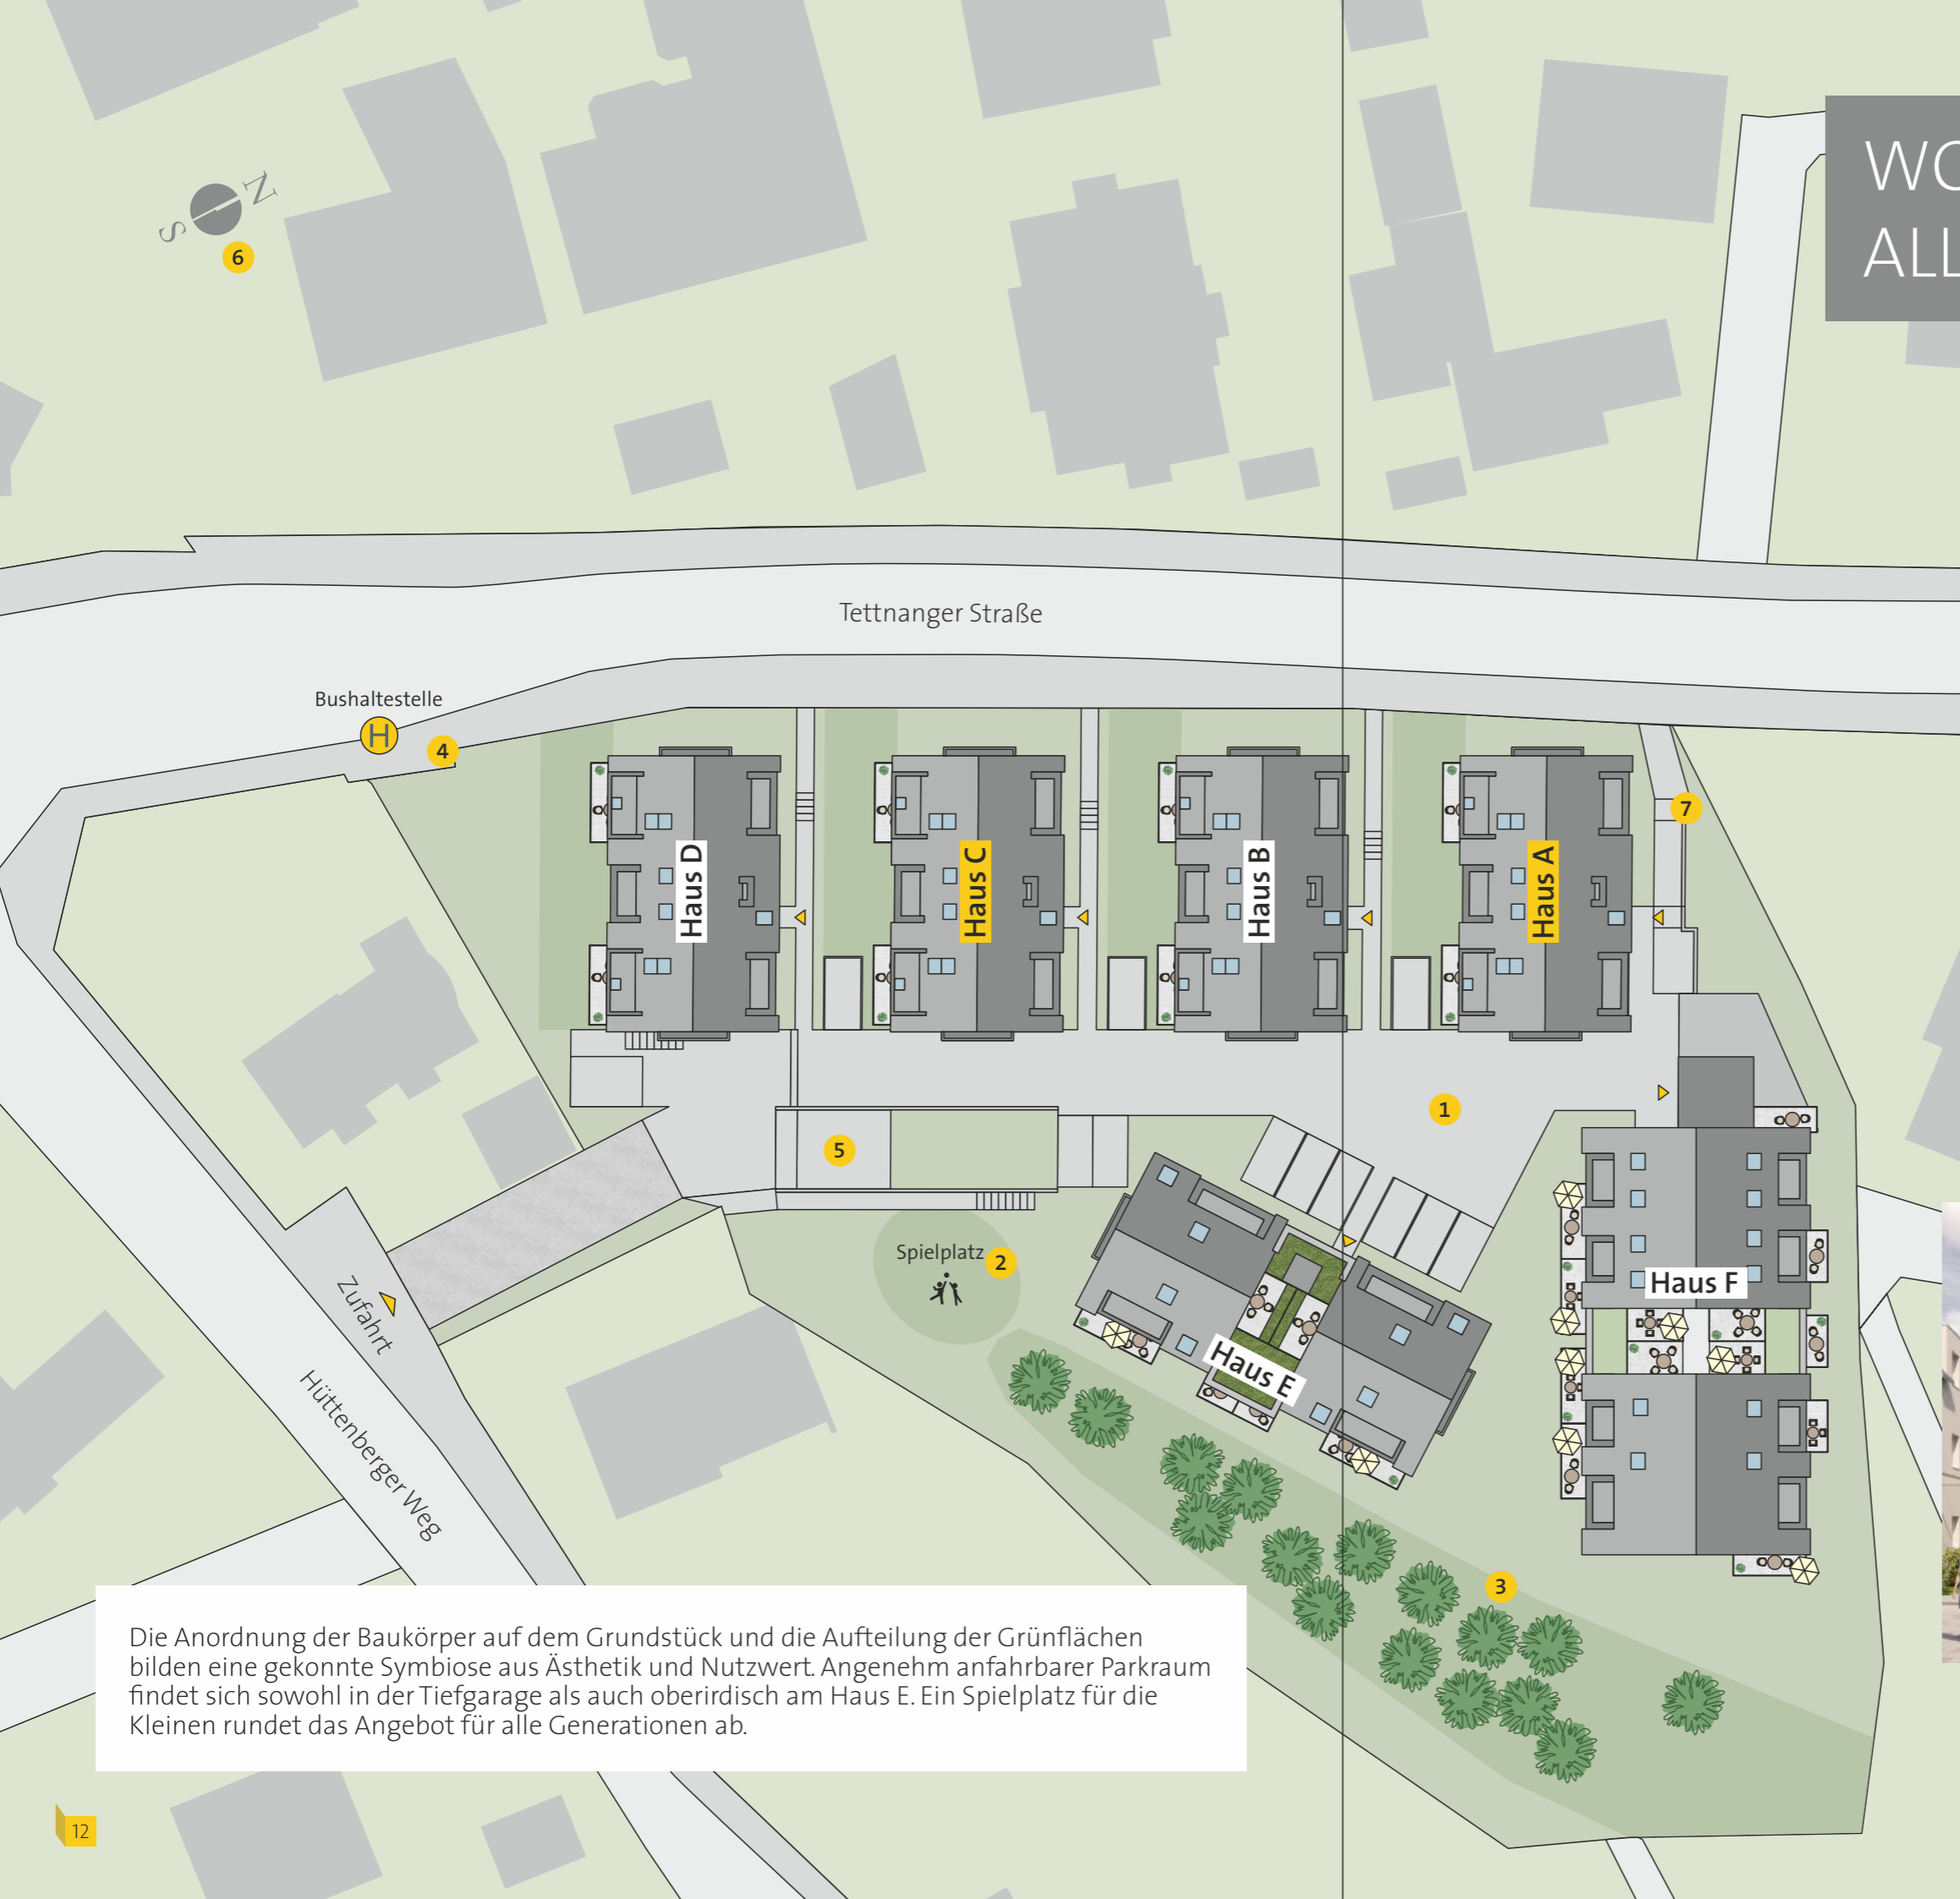 N
S
6
WO
ALL
Tettnanger Straße
Bushaltestelle
H
4
7
Haus D
Haus C
Haus B
Haus A
1
5
Spielplatz
2
Haus F
Haus E
Zufahrt
Hüttenberger Weg
3
Die Anordnung der Baukörper auf dem Grundstück und die Aufteilung der Grünflächen
bilden eine gekonnte Symbiose aus Ästhetik und Nutzwert. Angenehm anfahrbarer Parkraum
findet sich sowohl in der Tiefgarage als auch oberirdisch am Haus E. Ein Spielplatz für die
Kleinen rundet das Angebot für alle Generationen ab.
12